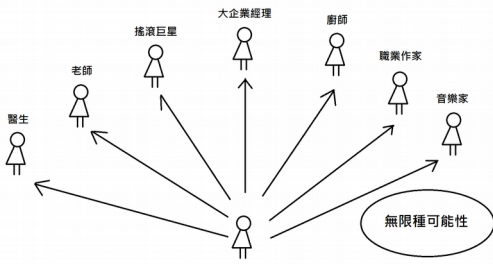 大企業經理
廚師
搖滾巨星
職業作家
老師
音樂家
醫生
無限種可能性